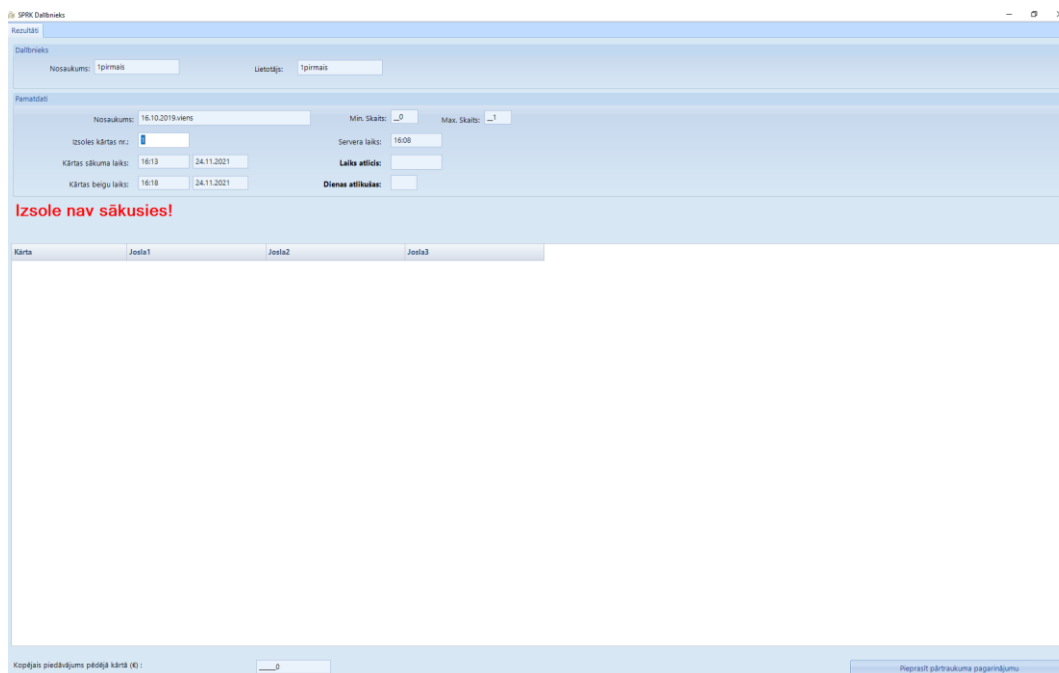 SPRK Dalībnieks
Rezultāti
Dalībnieks
Nosaukums: 1pirmais Lietotājs: 1pirmais
Pamatdati
Nosaukums: 16.10.2019.viens Min. Skaits: __0 Max. Skaits: __1
Izsoles kārtas nr.: 1 Servera laiks: 16:08
Kārtas sākuma laiks: 16:13 24.11.2021 Laiks atlicis:
Kārtas beigu laiks: 16:18 24.11.2021 Dienas atlikušas:
Izsole nav sākusies!
Kārta Josla1 Josla2 Josla3
Kopējais piedāvājums pēdējā kārtā (€) : ____0 Pieprasīt pārtraukuma pagarinājumu